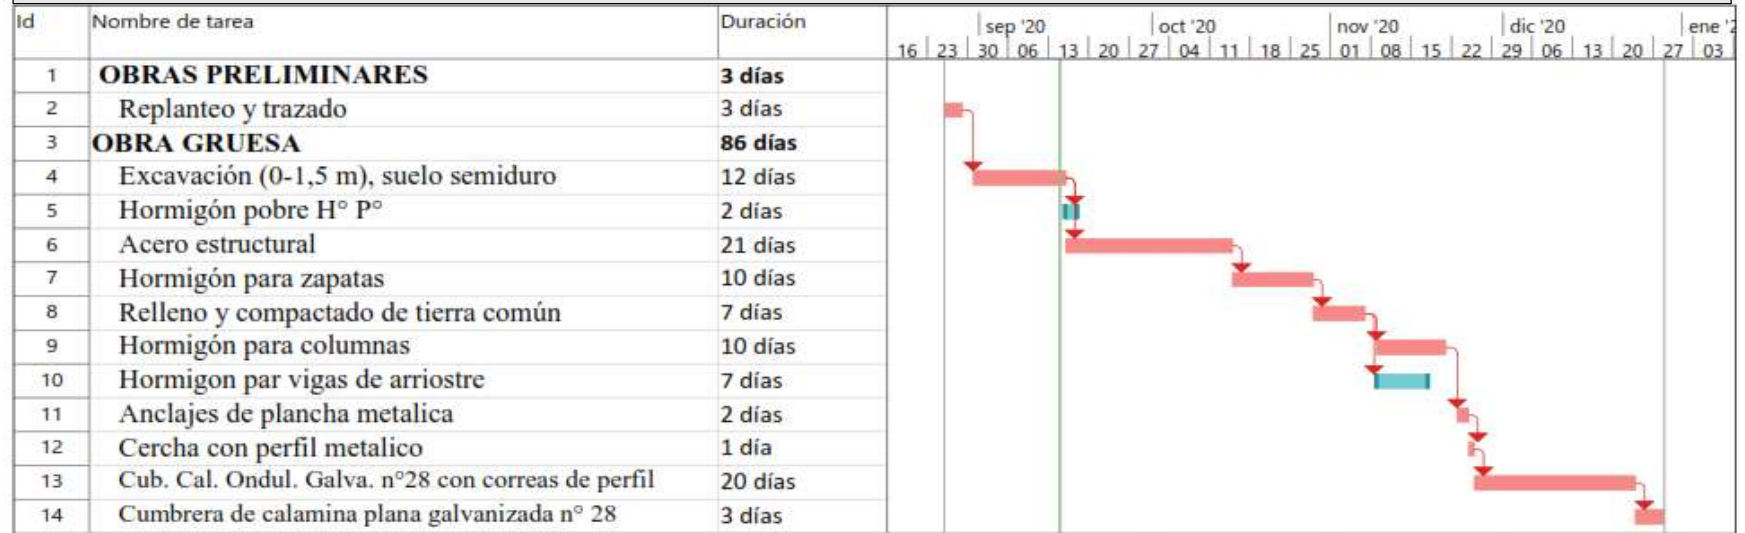 Id Nombre de tarea Duración sep '20 oct '20 nov '20 dic '20 ene '2
16 23 30 06 13 20 27 04 11 18 25 01 08 15 22 29 06 13 20 27 03
1 OBRAS PRELIMINARES 3 días
2 Replanteo y trazado 3 días
3 OBRA GRUESA 86 días
4 Excavación (0-1,5 m), suelo semiduro 12 días
5 Hormigón pobre H° P° 2 días
6 Acero estructural 21 días
7 Hormigón para zapatas 10 días
8 Relleno y compactado de tierra común 7 días
9 Hormigón para columnas 10 días
10 Hormigon par vigas de arriostre 7 días
11 Anclajes de plancha metalica 2 días
12 Cercha con perfil metalico 1 día
13 Cub. Cal. Ondul. Galva. n°28 con correas de perfil 20 días
14 Cumbrera de calamina plana galvanizada n° 28 3 días